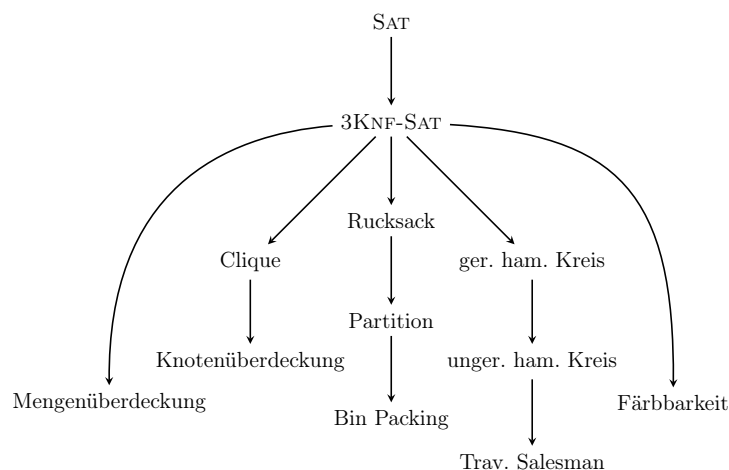 SAT
3KNF-SAT
Rucksack
Clique
ger. ham. Kreis
Partition
Knotenüberdeckung
unger. ham. Kreis
Mengenüberdeckung
Färbbarkeit
Bin Packing
Trav. Salesman